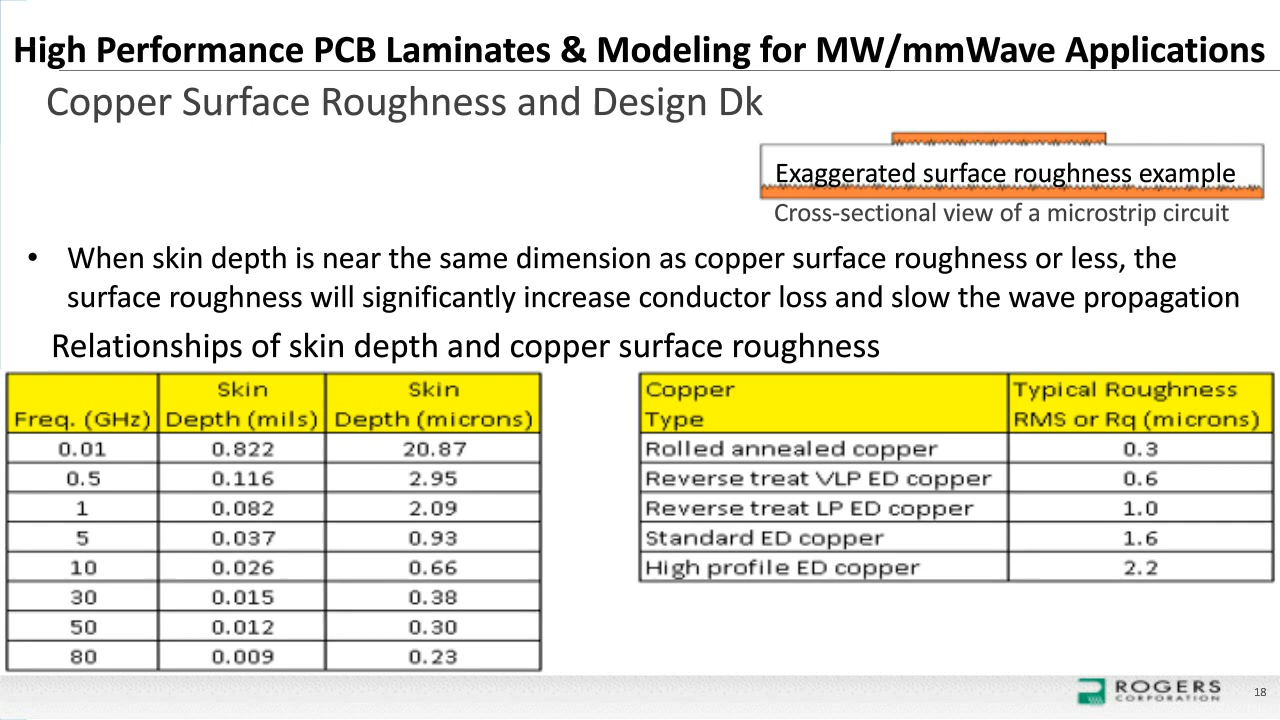 High Performance PCB Laminates & Modeling for MW/mmWave Applications
Copper Surface Roughness and Design Dk
Exaggerated surface roughness example
Cross-sectional view of a microstrip circuit
• When skin depth is near the same dimension as copper surface roughness or less, the
surface roughness will significantly increase conductor loss and slow the wave propagation
Relationships of skin depth and copper surface roughness
Freq. (GHz) Skin Depth (mils) Skin Depth (microns)
0.01 0.822 20.87
0.5 0.116 2.95
1 0.082 2.09
5 0.037 0.93
10 0.026 0.66
30 0.015 0.38
50 0.012 0.30
80 0.009 0.23
Copper Type Typical Roughness RMS or Rq (microns)
Rolled annealed copper 0.3
Reverse treat VLP ED copper 0.6
Reverse treat LP ED copper 1.0
Standard ED copper 1.6
High profile ED copper 2.2
ROGERS
CORPORATION
18